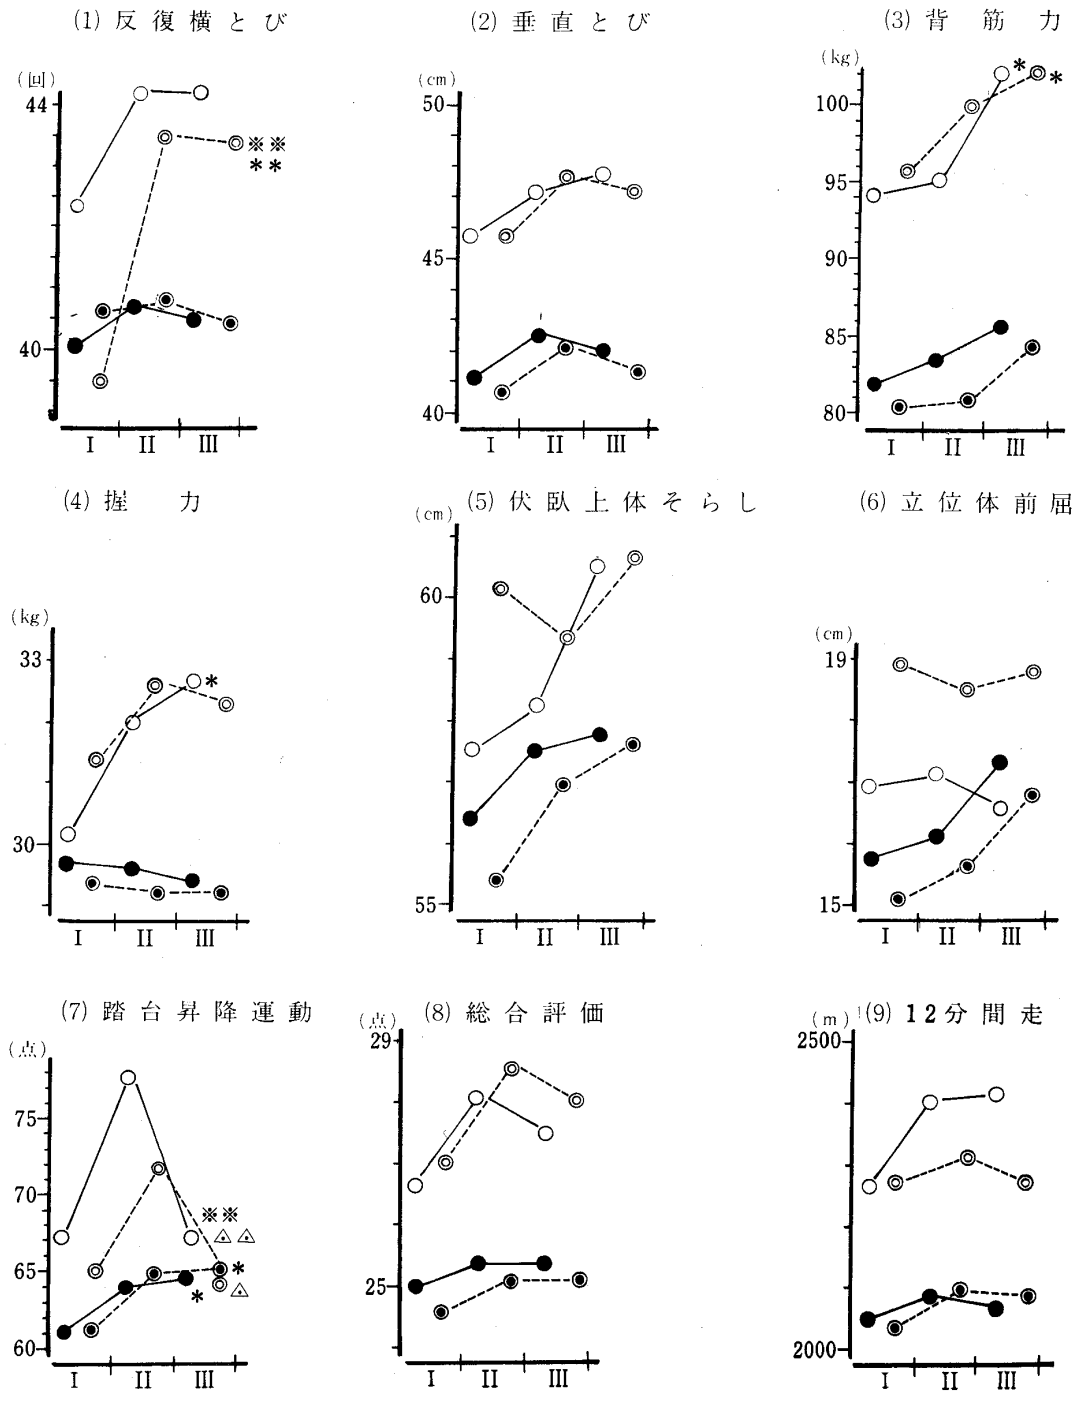 (1) 反復横とび
(回)
44
※※
**
40
I II III
(2) 垂直とび
(cm)
50
45
40
I II III
(3) 背筋力
(kg)
100
*
*
95
90
85
80
I II III
(4) 握力
(kg)
33
*
30
I II III
(5) 伏臥上体そらし
(cm)
60
55
I II III
(6) 立位体前屈
(cm)
19
15
I II III
(7) 踏台昇降運動
(点)
75
70
※※
65
*
*
60
I II III
(8) 総合評価
(点)
29
25
I II III
(9) 12分間走
(m)
2500
2000
I II III